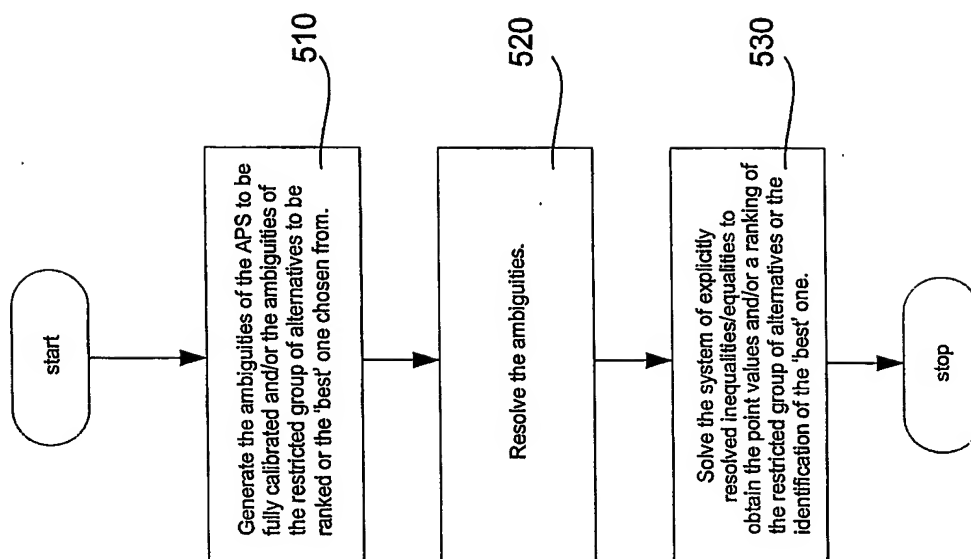 start
Generate the ambiguities of the APS to be
fully calibrated and/or the ambiguities of
the restricted group of alternatives to be
ranked or the 'best' one chosen from.
510
Resolve the ambiguities.
520
Solve the system of explicitly
resolved inequalities/equalities to
obtain the point values and/or a ranking of
the restricted group of alternatives or the
identification of the 'best' one.
530
stop